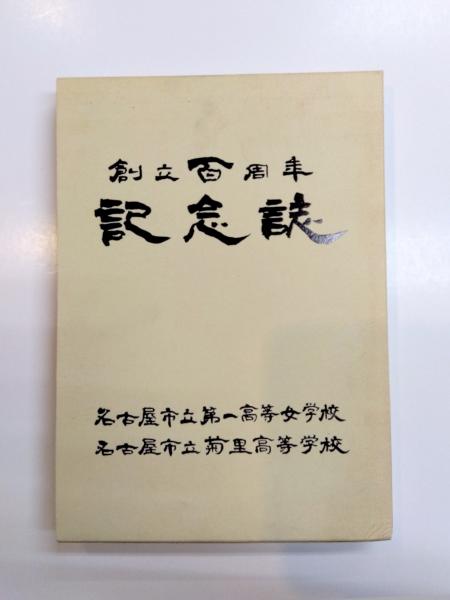 創立百周年
記念誌
名古屋市立第一高等女学校
名古屋市立菊里高等学校